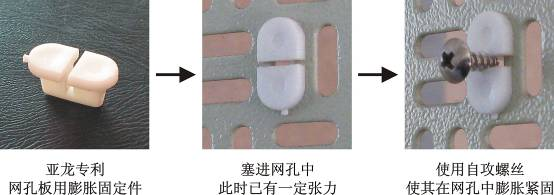 亚龙专利
网孔板用膨胀固定件
塞进网孔中
此时已有一定张力
使用自攻螺丝
使其在网孔中膨胀紧固